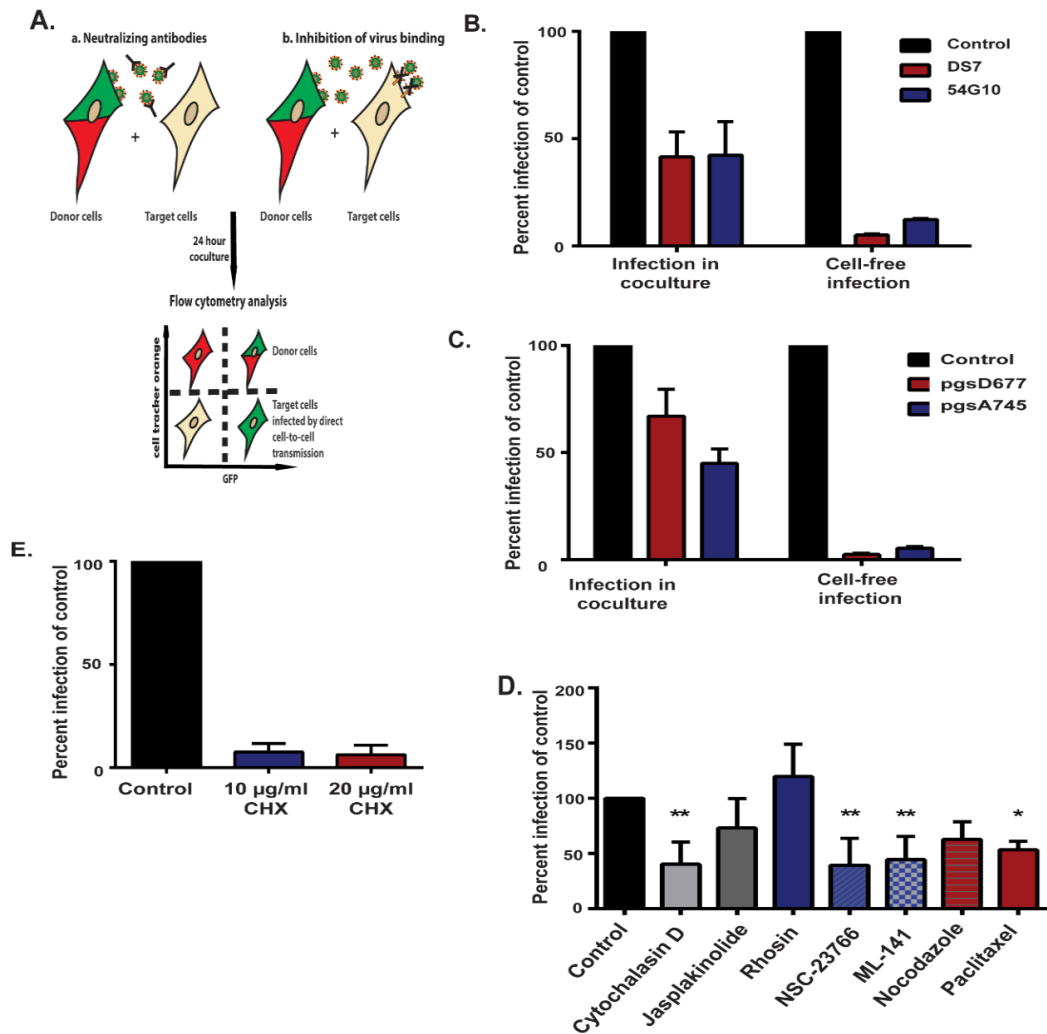 A.
a. Neutralizing antibodies
b. Inhibition of virus binding
+
+
Donor cells
Target cells
Donor cells
Target cells
24 hour
coculture
Flow cytometry analysis
cell tracker orange
Donor cells
Target cells
infected by direct
cell-to-cell
transmission
GFP
B.
Percent infection of control
100
50
0
Control
DS7
54G10
Infection in
coculture
Cell-free
infection
C.
Percent infection of control
100
50
0
Control
pgsD677
pgsA745
Infection in
coculture
Cell-free
infection
E.
Percent infection of control
100
50
0
Control
10 µg/ml
CHX
20 µg/ml
CHX
D.
Percent infection of control
200
150
100
50
0
**
**
**
*
Control
Cytochalasin D
Jasplakinolide
Rhosin
NSC-23766
ML-141
Nocodazole
Paclitaxel